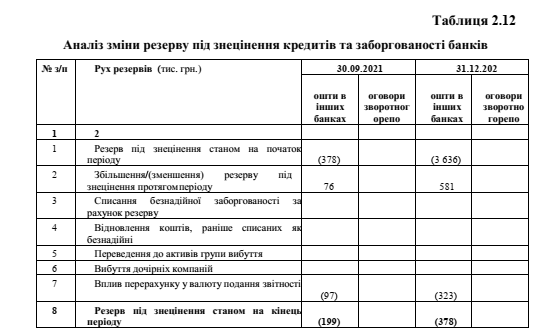 Таблиця 2.12
Аналіз зміни резерву під знецінення кредитів та заборгованості банків
№ з/п Рух резервів (тис. грн.) 30.09.2021 31.12.202
ошти в інших банках оговори зворотног орепо ошти в інших банках оговори зворотно горепо
1 2
1 Резерв під знецінення станом на початок
періоду (378) (3 636)
2 Збільшення/(зменшення) резерву під
знецінення протягомперіоду 76 581
3 Списання безнадійної заборгованості за
рахунок резерву
4 Відновлення коштів, раніше списаних як
безнадійні
5 Переведення до активів групи вибуття
6 Вибуття дочірніх компаній
7 Вплив перерахунку у валюту подання звітності
(97) (323)
8 Резерв під знецінення станом на кінець
періоду (199) (378)